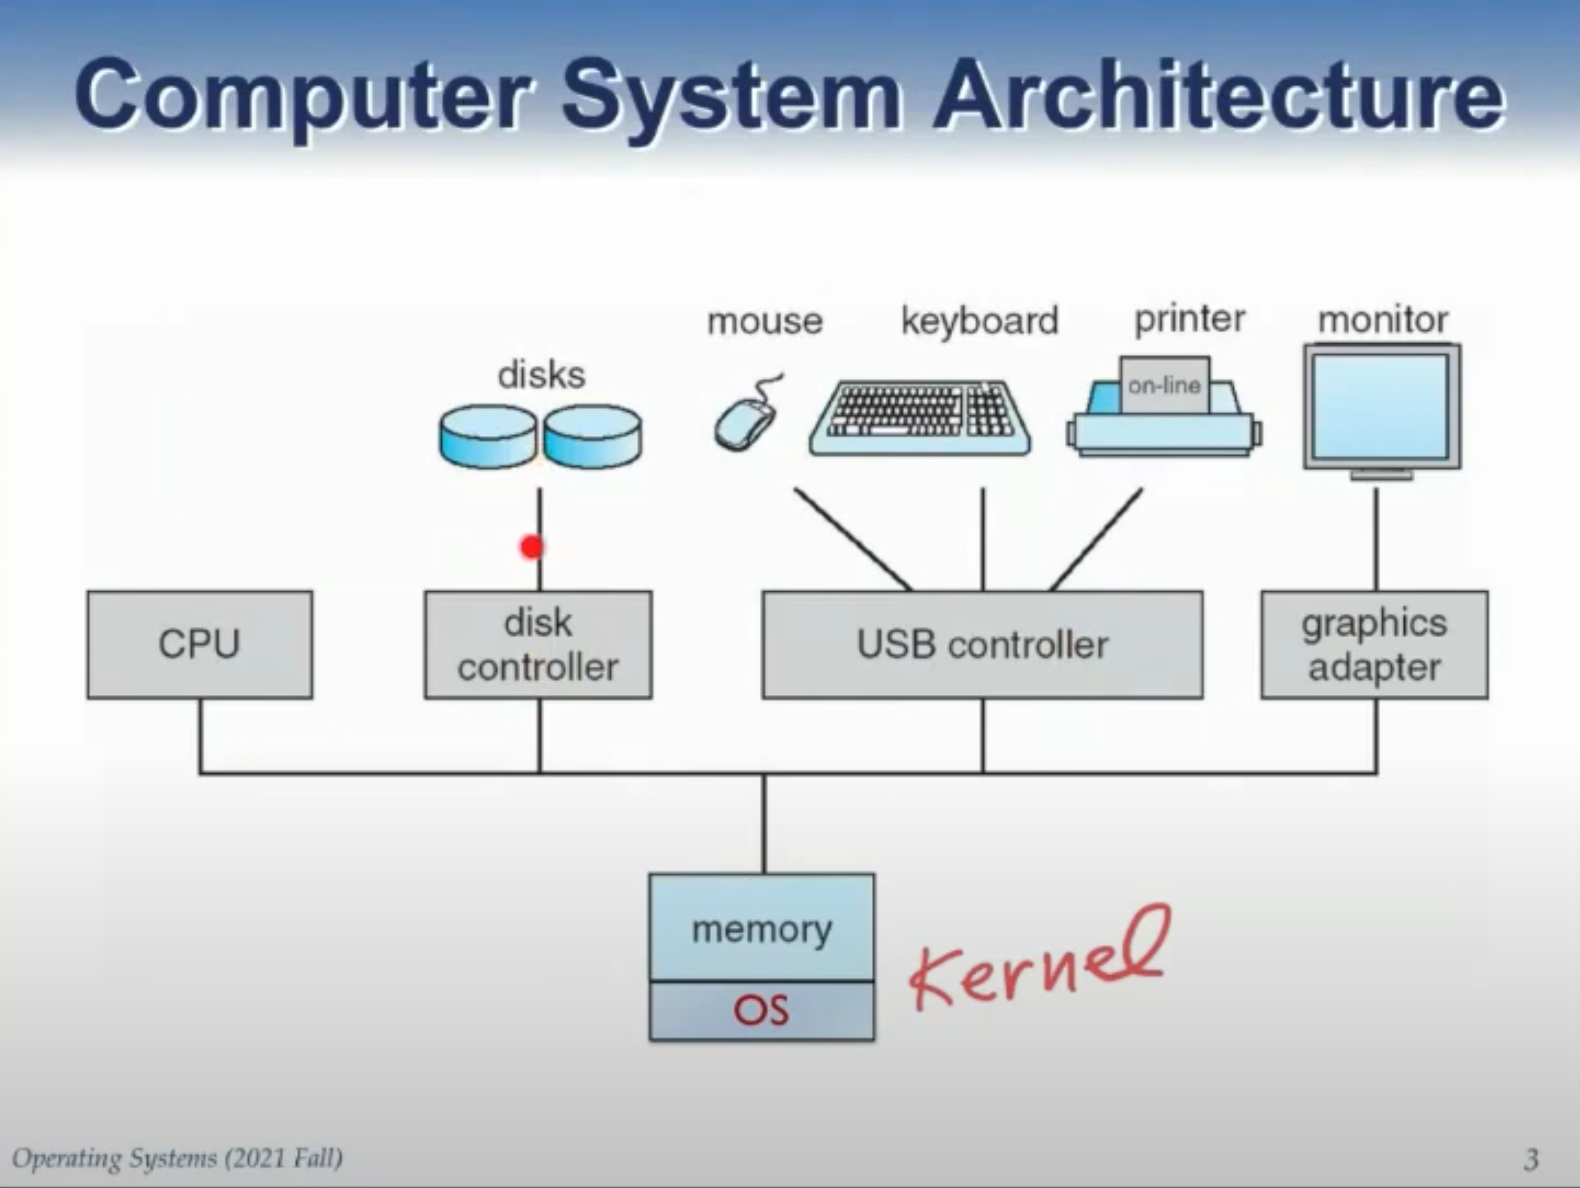 Computer System Architecture
mouse keyboard printer monitor
disks
on-line
CPU
disk
controller
USB controller
graphics
adapter
memory
Kernel
OS
Operating Systems (2021 Fall)
3